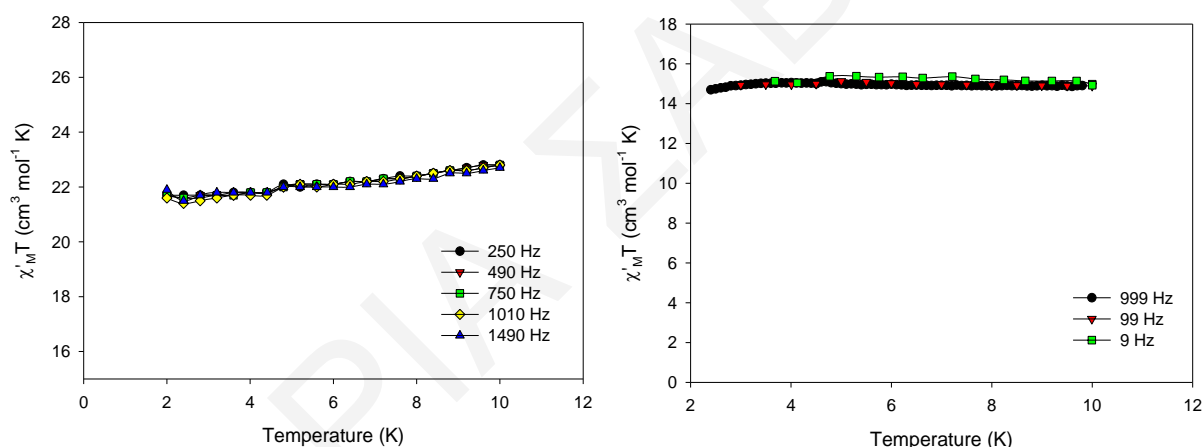 28
26
24
22
20
18
16
0 2 4 6 8 10 12
χ'MT (cm3 mol-1 K)
Temperature (K)
250 Hz
490 Hz
750 Hz
1010 Hz
1490 Hz
18
16
14
12
10
8
6
4
2
0
2 4 6 8 10 12
χ'MT (cm3 mol-1 K)
Temperature (K)
999 Hz
99 Hz
9 Hz